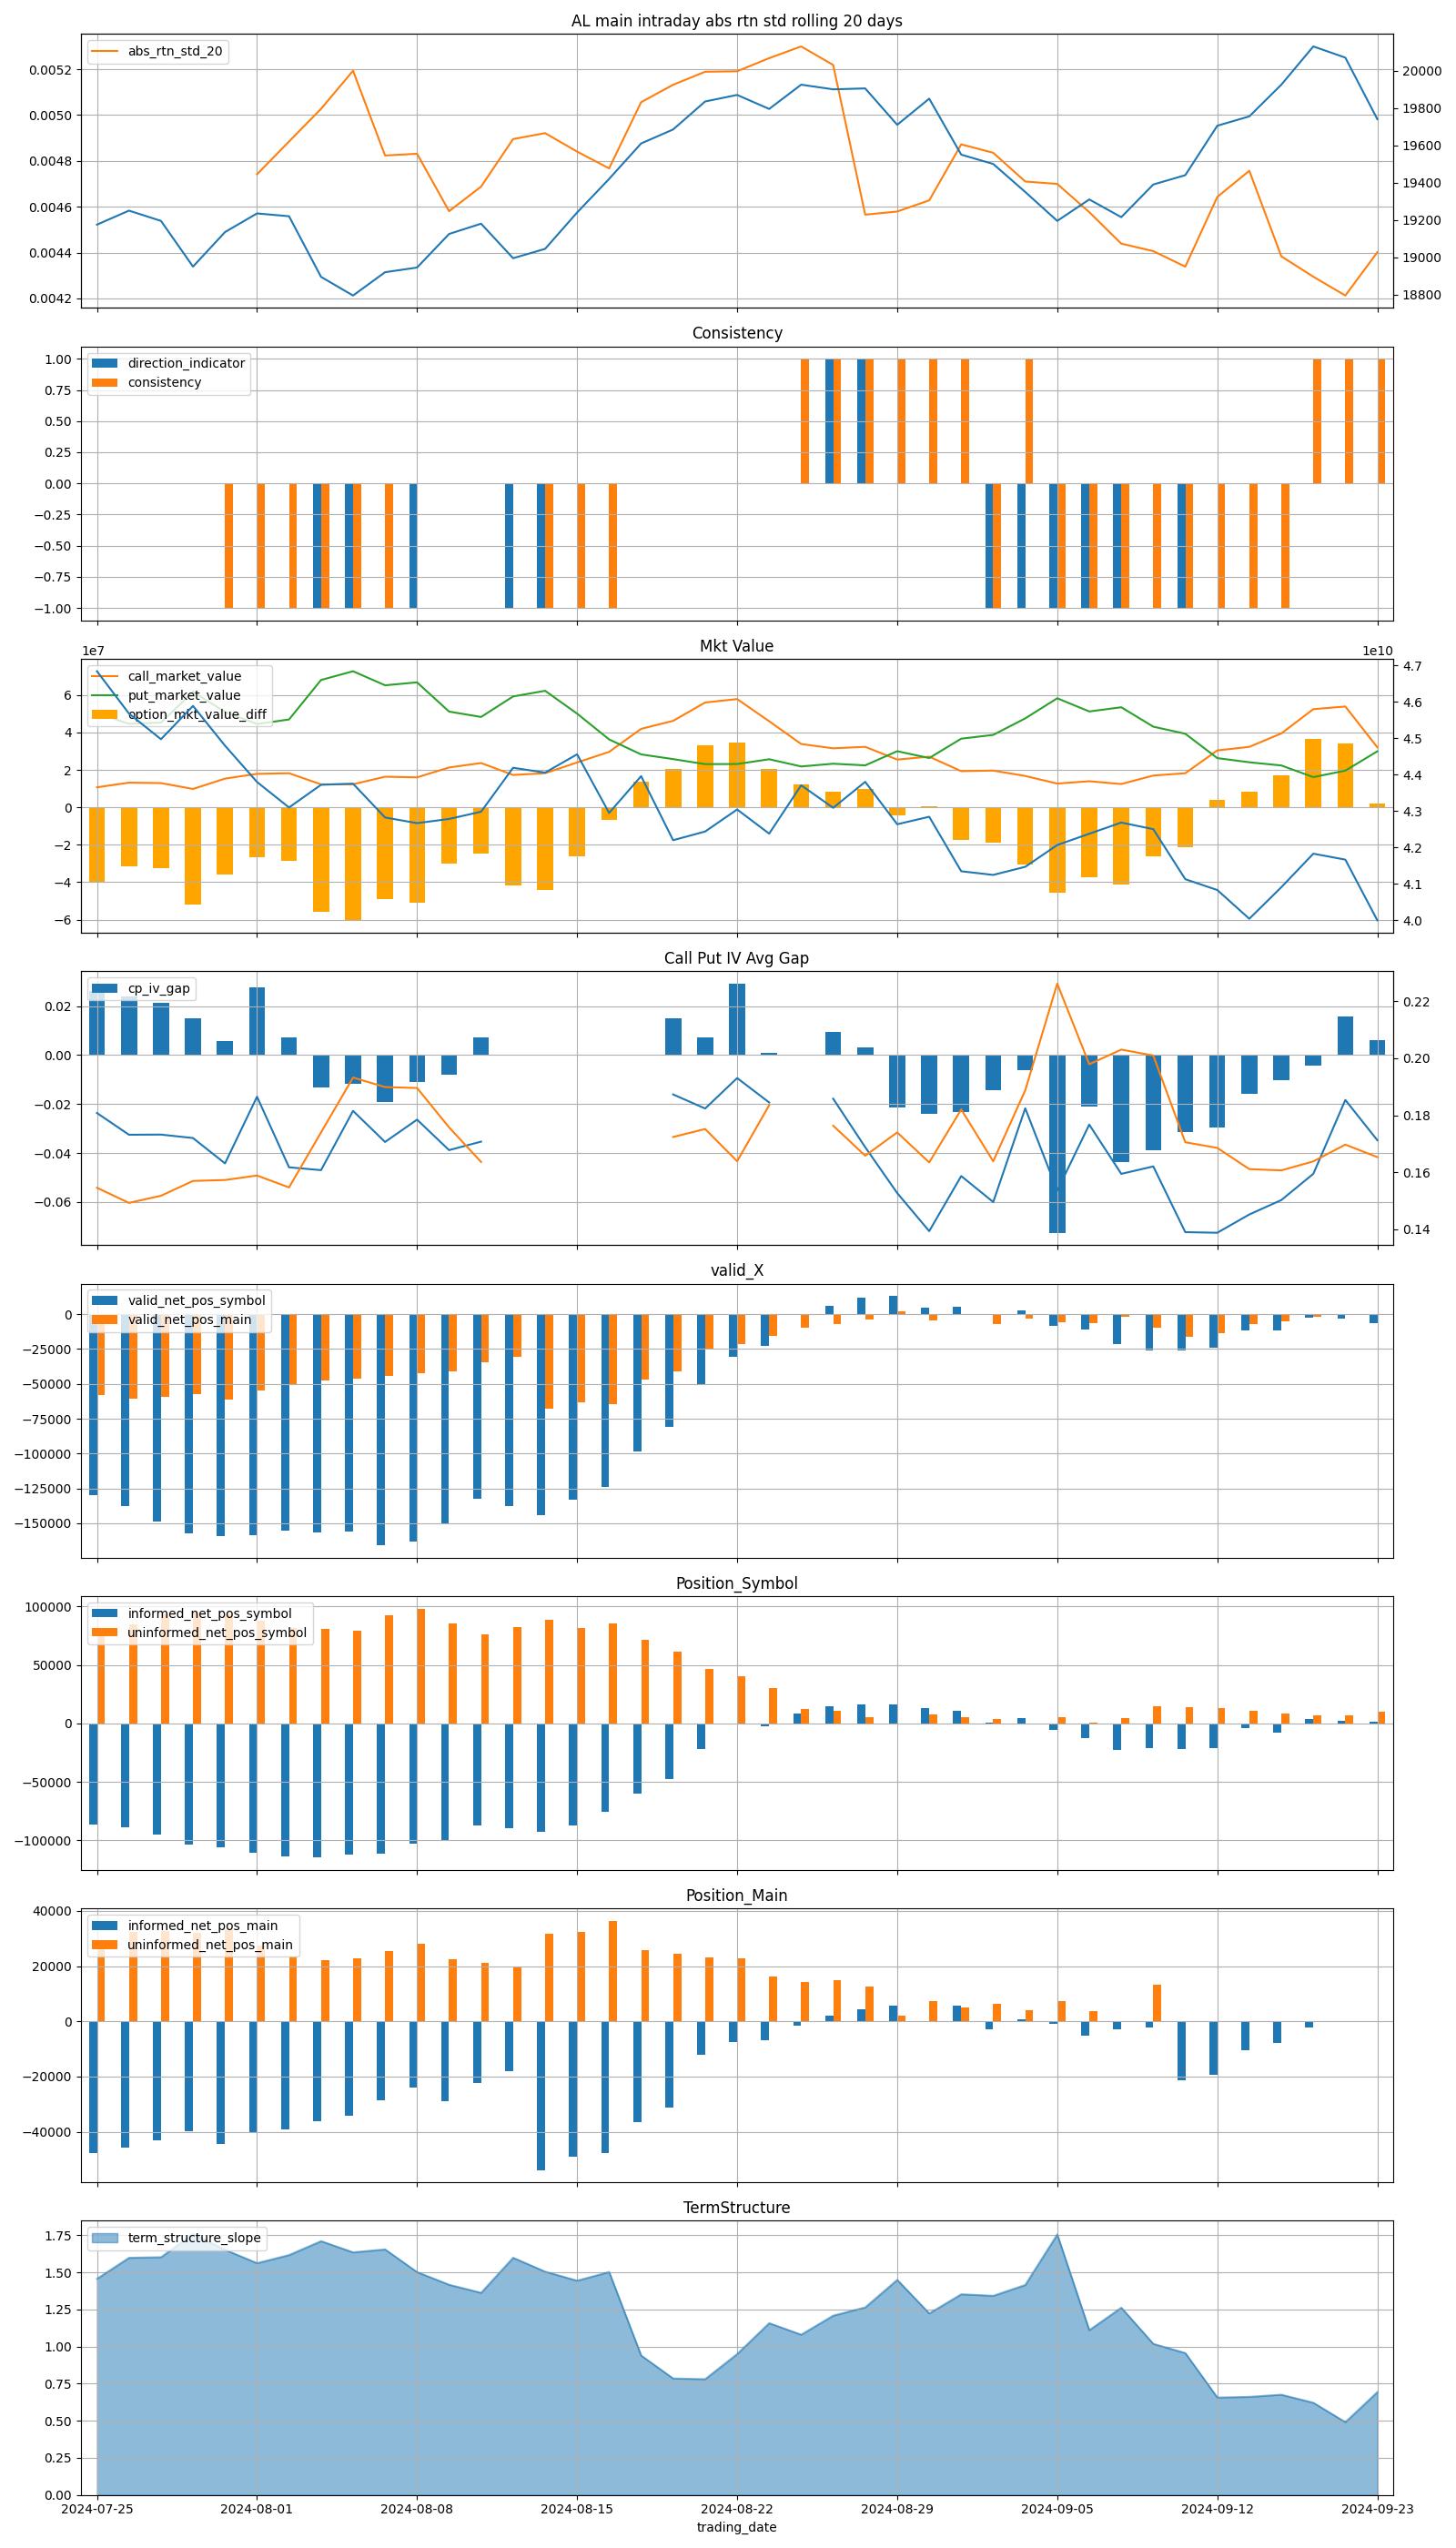 AL main intraday abs rtn std rolling 20 days
abs_rtn_std_20
0.0052
0.0050
0.0048
0.0046
0.0044
0.0042
20000
19800
19600
19400
19200
19000
18800
Consistency
direction_indicator
consistency
1.00
0.75
0.50
0.25
0.00
−0.25
−0.50
−0.75
−1.00
Mkt Value
1e7
1e10
call_market_value
put_market_value
option_mkt_value_diff
6
4
2
0
−2
−4
−6
4.7
4.6
4.5
4.4
4.3
4.2
4.1
4.0
Call Put IV Avg Gap
cp_iv_gap
0.02
0.00
−0.02
−0.04
−0.06
0.22
0.20
0.18
0.16
0.14
valid_X
valid_net_pos_symbol
valid_net_pos_main
0
−25000
−50000
−75000
−100000
−125000
−150000
Position_Symbol
informed_net_pos_symbol
uninformed_net_pos_symbol
100000
50000
0
−50000
−100000
Position_Main
informed_net_pos_main
uninformed_net_pos_main
40000
20000
0
−20000
−40000
TermStructure
term_structure_slope
1.75
1.50
1.25
1.00
0.75
0.50
0.25
0.00
2024-07-25 2024-08-01 2024-08-08 2024-08-15 2024-08-22 2024-08-29 2024-09-05 2024-09-12 2024-09-23
trading_date